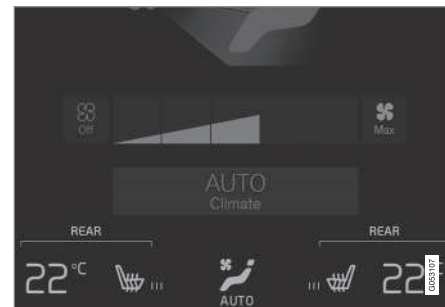 Off
Max
AUTO
Climate
REAR REAR
22°C 22
AUTO
G053107